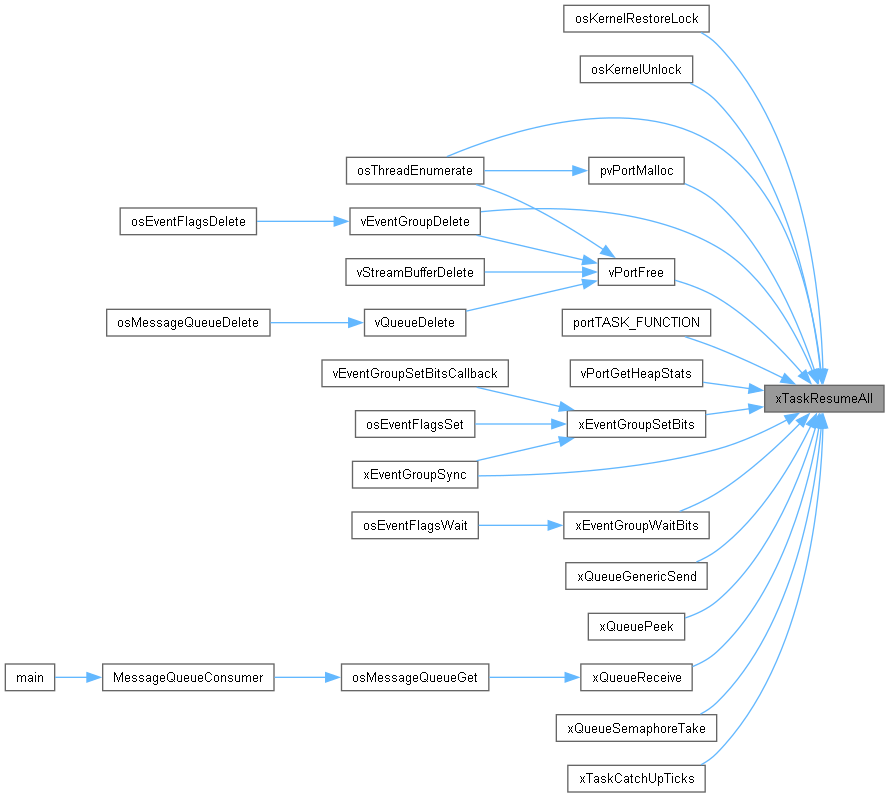 osKernelRestoreLock
osKernelUnlock
osThreadEnumerate
pvPortMalloc
osEventFlagsDelete
vEventGroupDelete
vStreamBufferDelete
vPortFree
osMessageQueueDelete
vQueueDelete
portTASK_FUNCTION
vEventGroupSetBitsCallback
vPortGetHeapStats
xTaskResumeAll
osEventFlagsSet
xEventGroupSetBits
xEventGroupSync
osEventFlagsWait
xEventGroupWaitBits
xQueueGenericSend
xQueuePeek
main
MessageQueueConsumer
osMessageQueueGet
xQueueReceive
xQueueSemaphoreTake
xTaskCatchUpTicks